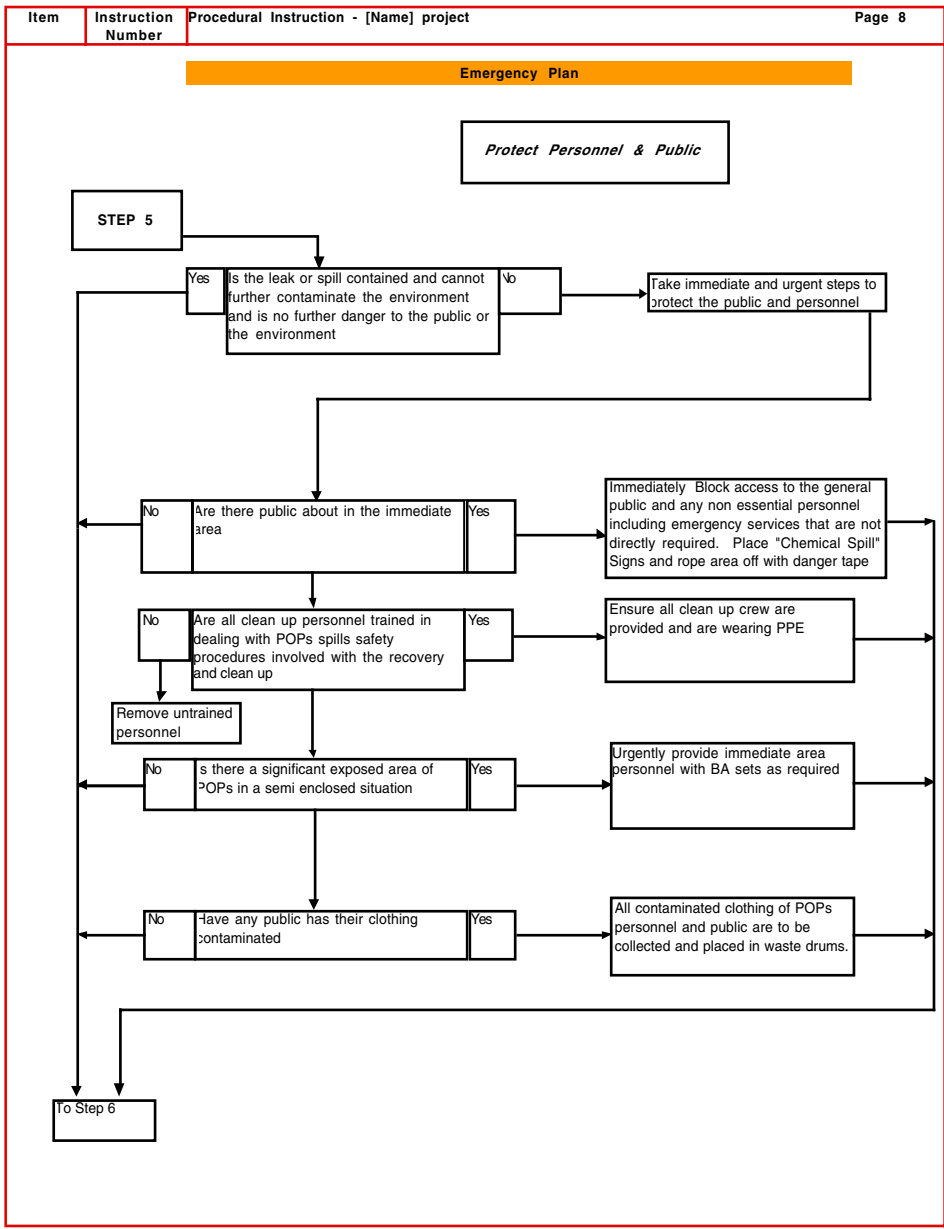 Item
Instruction
Number
Procedural Instruction - [Name] project
Page 8
Emergency Plan
Protect Personnel & Public
STEP 5
Yes
Is the leak or spill contained and cannot
further contaminate the environment
and is no further danger to the public or
the environment
No
Take immediate and urgent steps to
protect the public and personnel
No
Are there public about in the immediate
area
Yes
Immediately Block access to the general
public and any non essential personnel
including emergency services that are not
directly required. Place "Chemical Spill"
Signs and rope area off with danger tape
No
Are all clean up personnel trained in
dealing with POPs spills safety
procedures involved with the recovery
and clean up
Yes
Ensure all clean up crew are
provided and are wearing PPE
Remove untrained
personnel
No
Is there a significant exposed area of
POPs in a semi enclosed situation
Yes
Urgently provide immediate area
personnel with BA sets as required
No
Have any public has their clothing
contaminated
Yes
All contaminated clothing of POPs
personnel and public are to be
collected and placed in waste drums.
To Step 6